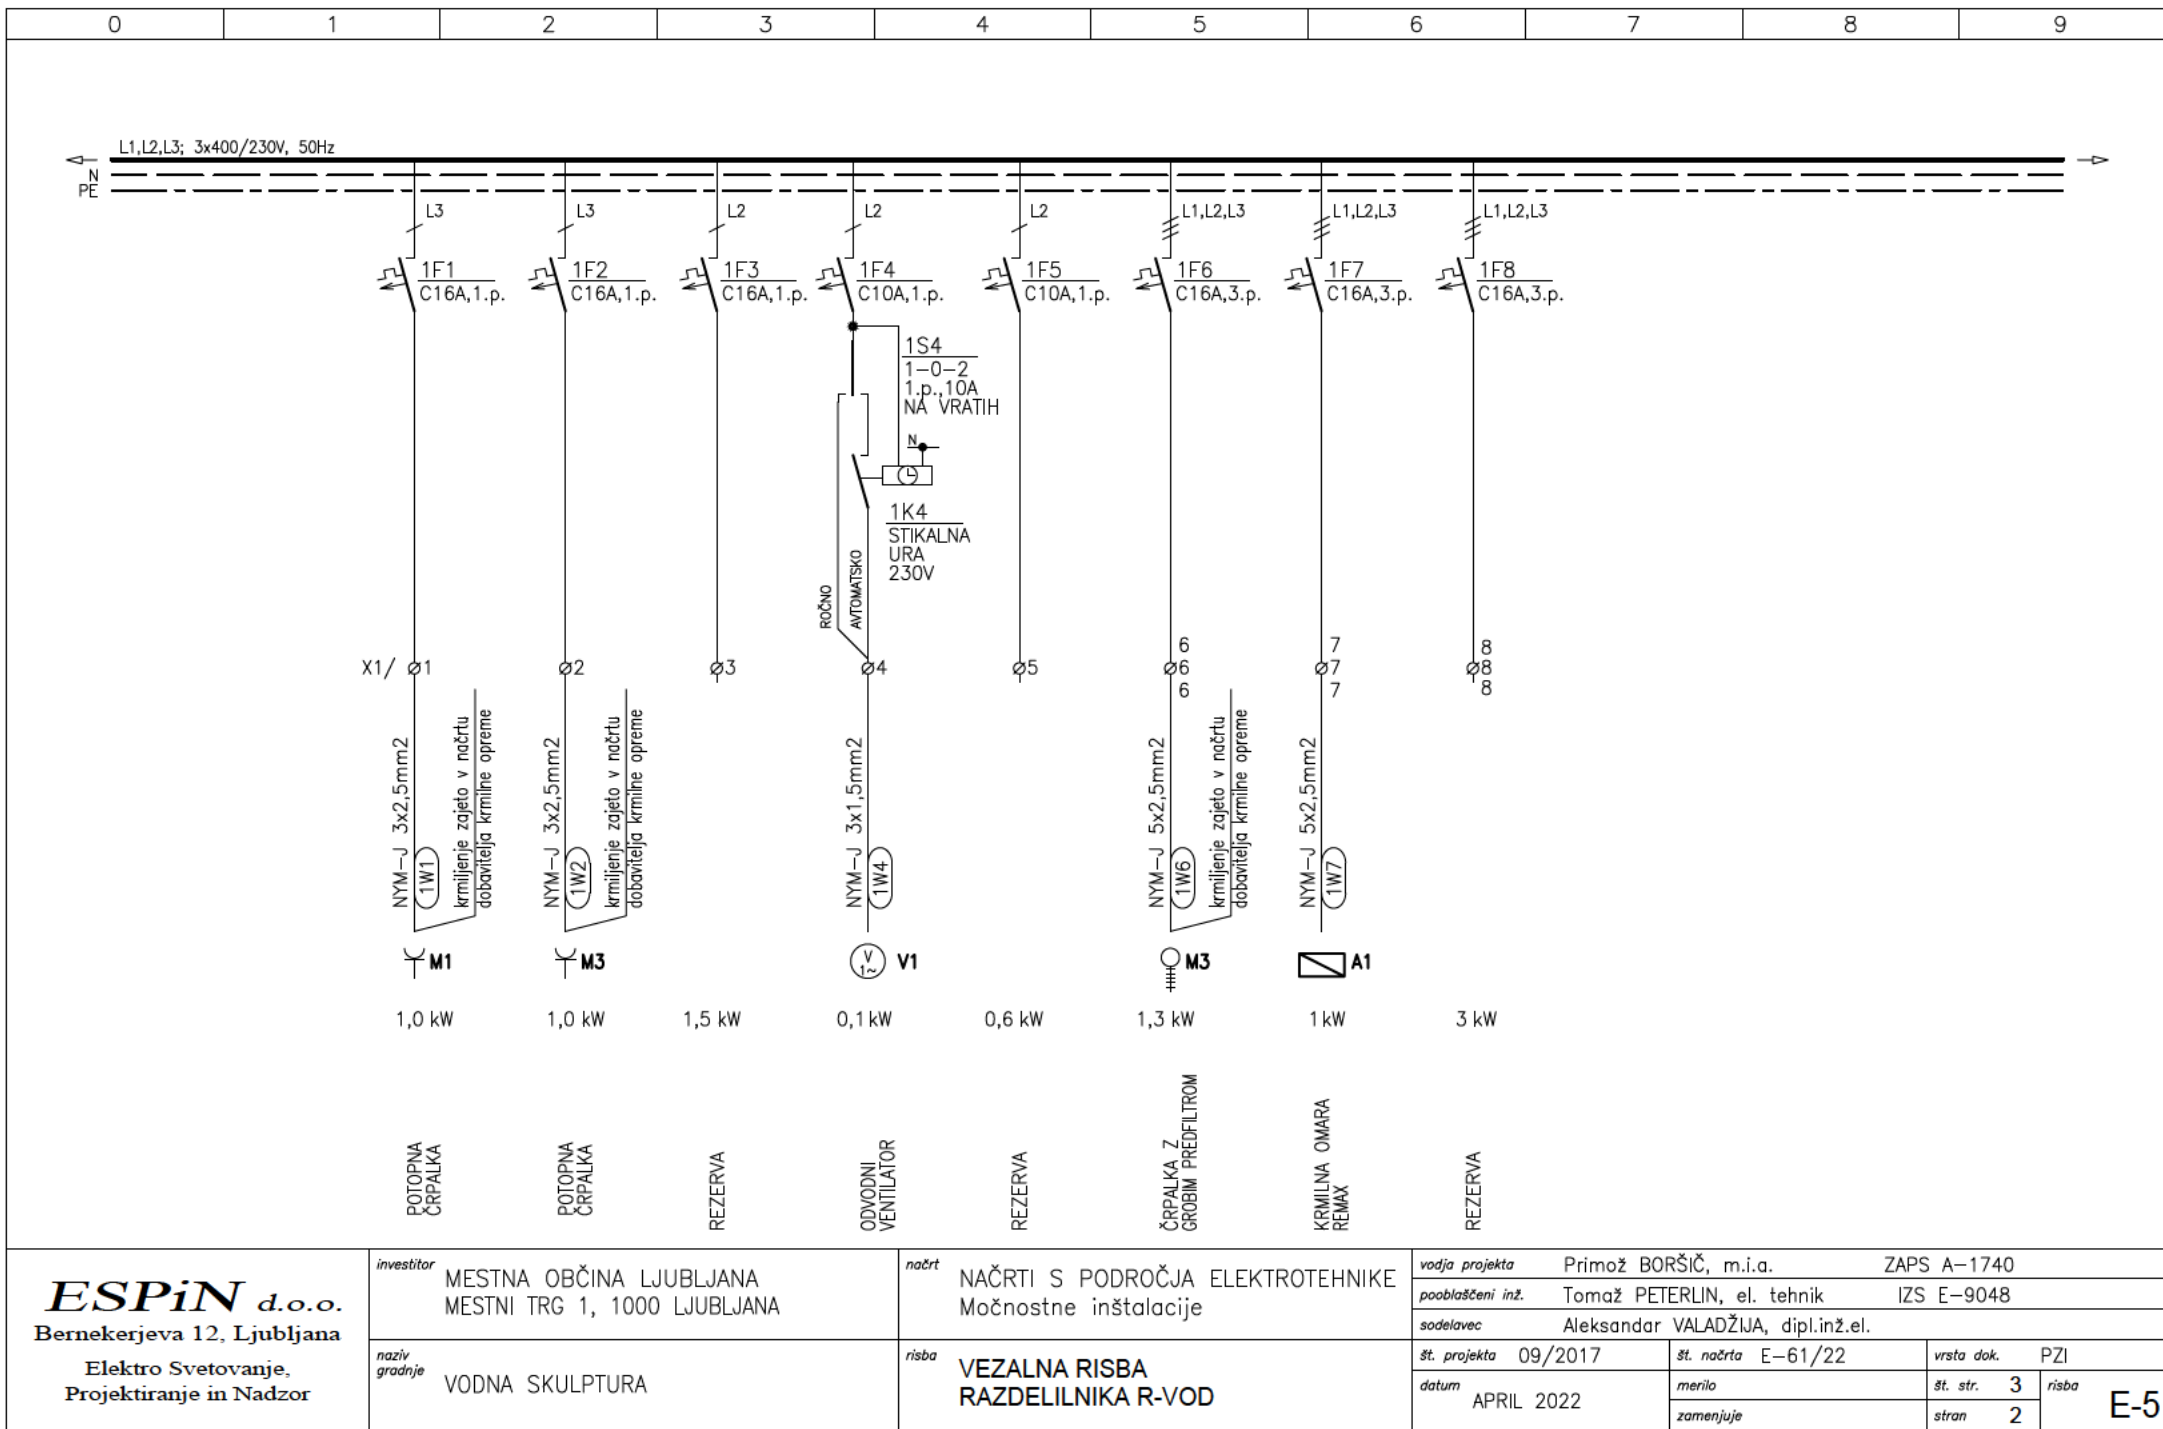 0 1 2 3 4 5 6 7 8 9
L1,L2,L3; 3x400/230V, 50Hz
N
PE
L3 L3 L2 L2 L2 L1,L2,L3 L1,L2,L3 L1,L2,L3
1F1 1F2 1F3 1F4 1F5 1F6 1F7 1F8
C16A,1.p. C16A,1.p. C16A,1.p. C10A,1.p. C10A,1.p. C16A,3.p. C16A,3.p. C16A,3.p.
1S4
1-0-2
1.p.,10A
NA VRATIH
N
1K4
STIKALNA
URA
230V
ROČNO
AVTOMATSKO
6 7 8
X1/ 1 2 3 4 5 6 7 8
6 7 8
NYM-J 3x2,5mm2
1W1
krmiljenje zajeto v načrtu
dobavitelja krmilne opreme
NYM-J 3x2,5mm2
1W2
krmiljenje zajeto v načrtu
dobavitelja krmilne opreme
NYM-J 3x1,5mm2
1W4
NYM-J 5x2,5mm2
1W6
krmiljenje zajeto v načrtu
dobavitelja krmilne opreme
NYM-J 5x2,5mm2
1W7
M1 M3 V 1~ V1 M3 A1
1,0 kW 1,0 kW 1,5 kW 0,1 kW 0,6 kW 1,3 kW 1 kW 3 kW
POTOPNA
ČRPALKA
POTOPNA
ČRPALKA
REZERVA
ODVODNI
VENTILATOR
REZERVA
ČRPALKA Z
GROBIM PREDFILTROM
KRMILNA OMARA
REMAX
REZERVA
ESPiN d.o.o.
Bernekerjeva 12, Ljubljana
Elektro Svetovanje,
Projektiranje in Nadzor
investitor MESTNA OBČINA LJUBLJANA
MESTNI TRG 1, 1000 LJUBLJANA
naziv
gradnje VODNA SKULPTURA
načrt NAČRTI S PODROČJA ELEKTROTEHNIKE
Močnostne inštalacije
risba VEZALNA RISBA
RAZDELILNIKA R-VOD
vodja projekta Primož BORŠIČ, m.i.a. ZAPS A-1740
pooblaščeni inž. Tomaž PETERLIN, el. tehnik IZS E-9048
sodelavec Aleksandar VALADŽIJA, dipl.inž.el.
št. projekta 09/2017 št. načrta E-61/22 vrsta dok. PZI
datum APRIL 2022 merilo št. str. 3 risba E-5
zamenjuje stran 2